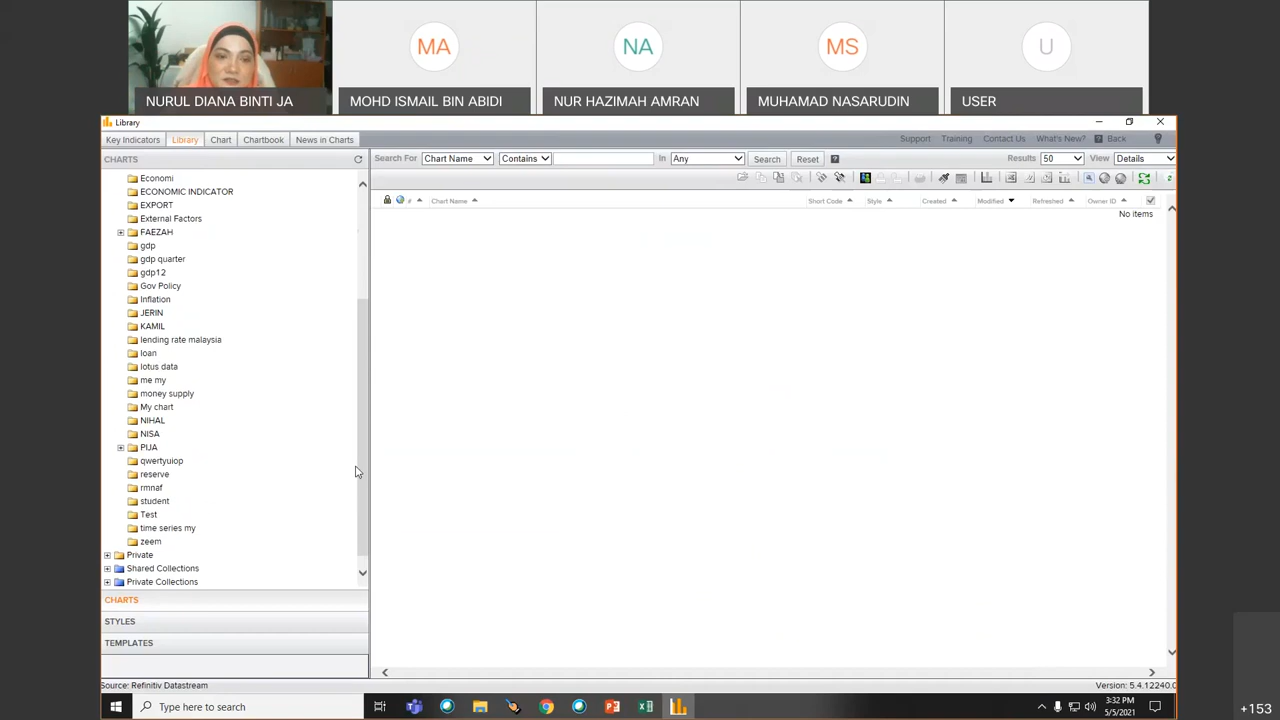 MA
NA
MS
U
NURUL DIANA BINTI JA
MOHD ISMAIL BIN ABIDI
NUR HAZIMAH AMRAN
MUHAMAD NASARUDIN
USER
Library
Key Indicators Library Chart Chartbook News in Charts Support Training Contact Us What's New? Back
CHARTS Search For Chart Name Contains In Any Search Reset Results 50 View Details
Economi
ECONOMIC INDICATOR
# Chart Name Short Code Style Created Modified Refreshed Owner ID
EXPORT
No items
External Factors
FAEZAH
gdp
gdp quarter
gdp12
Gov Policy
Inflation
JERIN
KAMIL
lending rate malaysia
loan
lotus data
me my
money supply
My chart
NIHAL
NISA
PIJA
qwertyuiop
reserve
rmnaf
student
Test
time series my
zeem
Private
Shared Collections
Private Collections
CHARTS
STYLES
TEMPLATES
Source: Refinitiv Datastream Version: 5.4.12240.0
Type here to search
3:32 PM
5/5/2021
+153